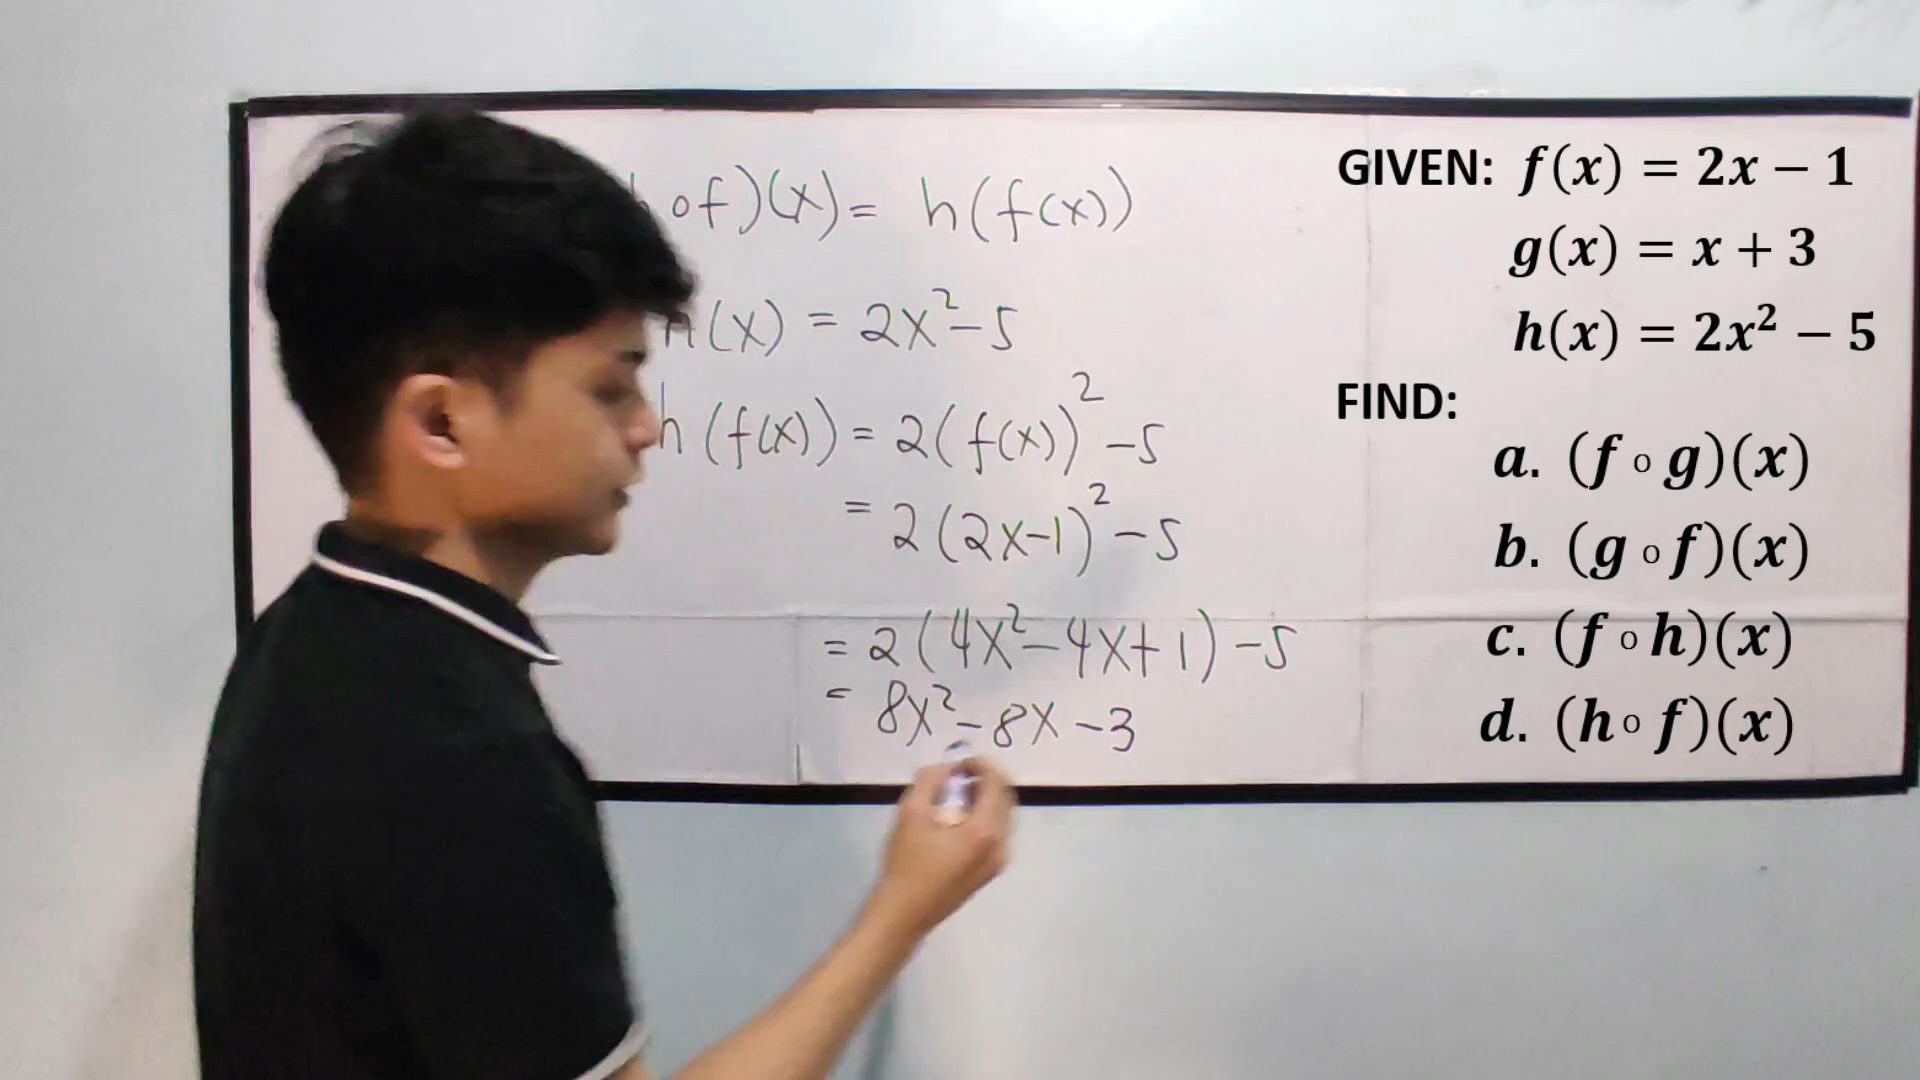 of)(x) = h(f(x))
h(x) = 2x² - 5
h(f(x)) = 2(f(x))² - 5
= 2(2x-1)² - 5
= 2(4x² - 4x + 1) - 5
= 8x² - 8x - 3
GIVEN: f(x) = 2x − 1
g(x) = x + 3
h(x) = 2x² − 5
FIND:
a. (f ∘ g)(x)
b. (g ∘ f)(x)
c. (f ∘ h)(x)
d. (h ∘ f)(x)